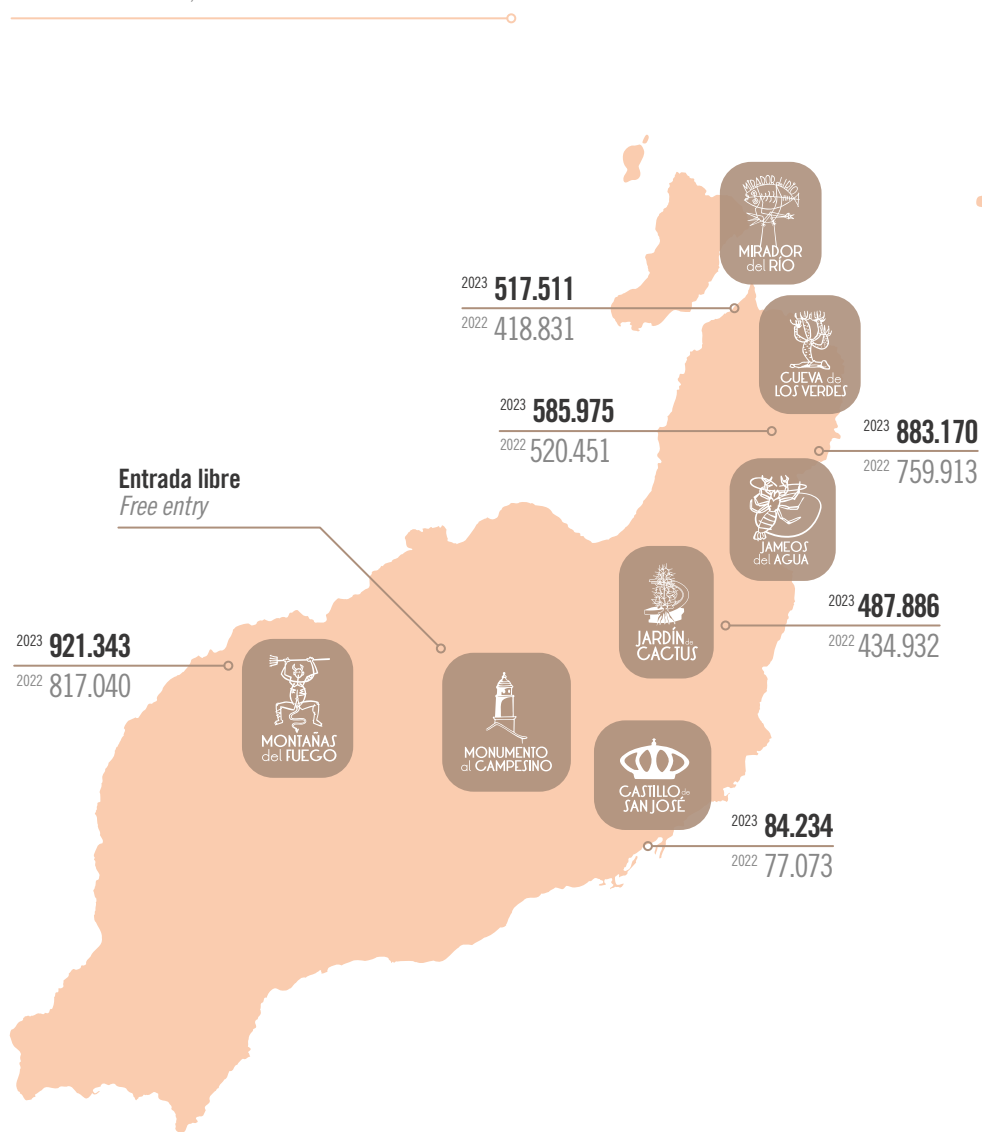 MIRADOR LRIO
MIRADOR
del RÍO
2023 517.511
2022 418.831
CUEVA de
LOS VERDES
2023 585.975
2022 520.451
2023 883.170
2022 759.913
JAMEOS
del AGUA
Entrada libre
Free entry
JARDÍN de
CACTUS
2023 487.886
2022 434.932
2023 921.343
2022 817.040
MONTAÑAS
del FUEGO
MONUMENTO
al CAMPESINO
CASTILLO de
SAN JOSÉ
2023 84.234
2022 77.073